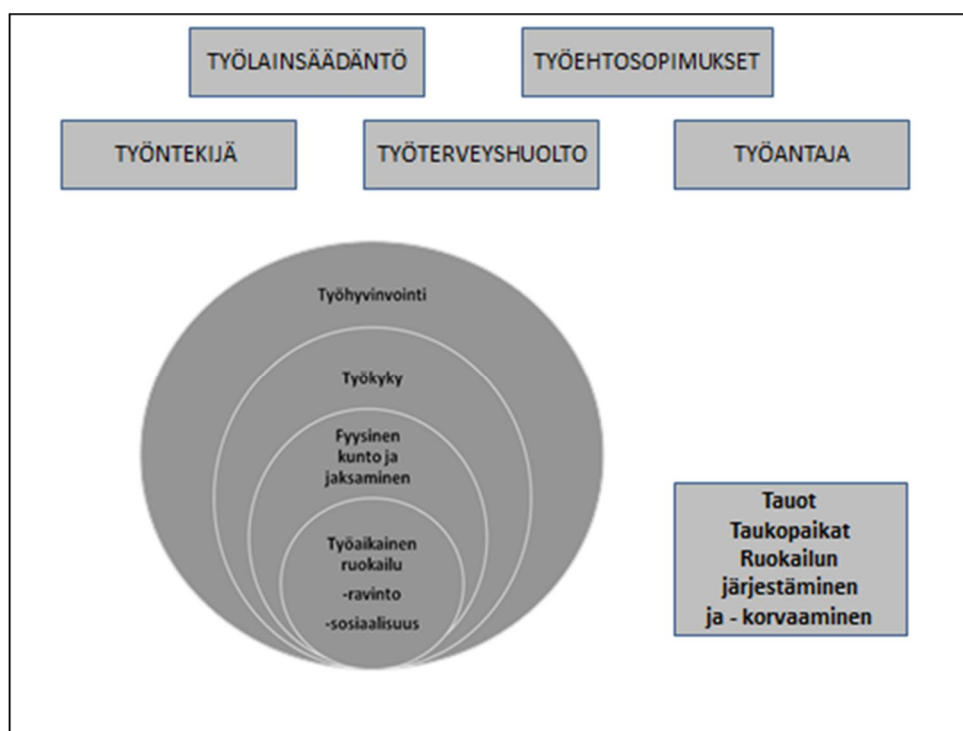 TYÖLAINSÄÄDÄNTÖ
TYÖEHTOSOPIMUKSET
TYÖNTEKIJÄ
TYÖTERVEYSHUOLTO
TYÖANTAJA
Työhyvinvointi
Työkyky
Fyysinen
kunto ja
jaksaminen
Työaikainen
ruokailu
-ravinto
-sosiaalisuus
Tauot
Taukopaikat
Ruokailun
järjestäminen
ja - korvaaminen